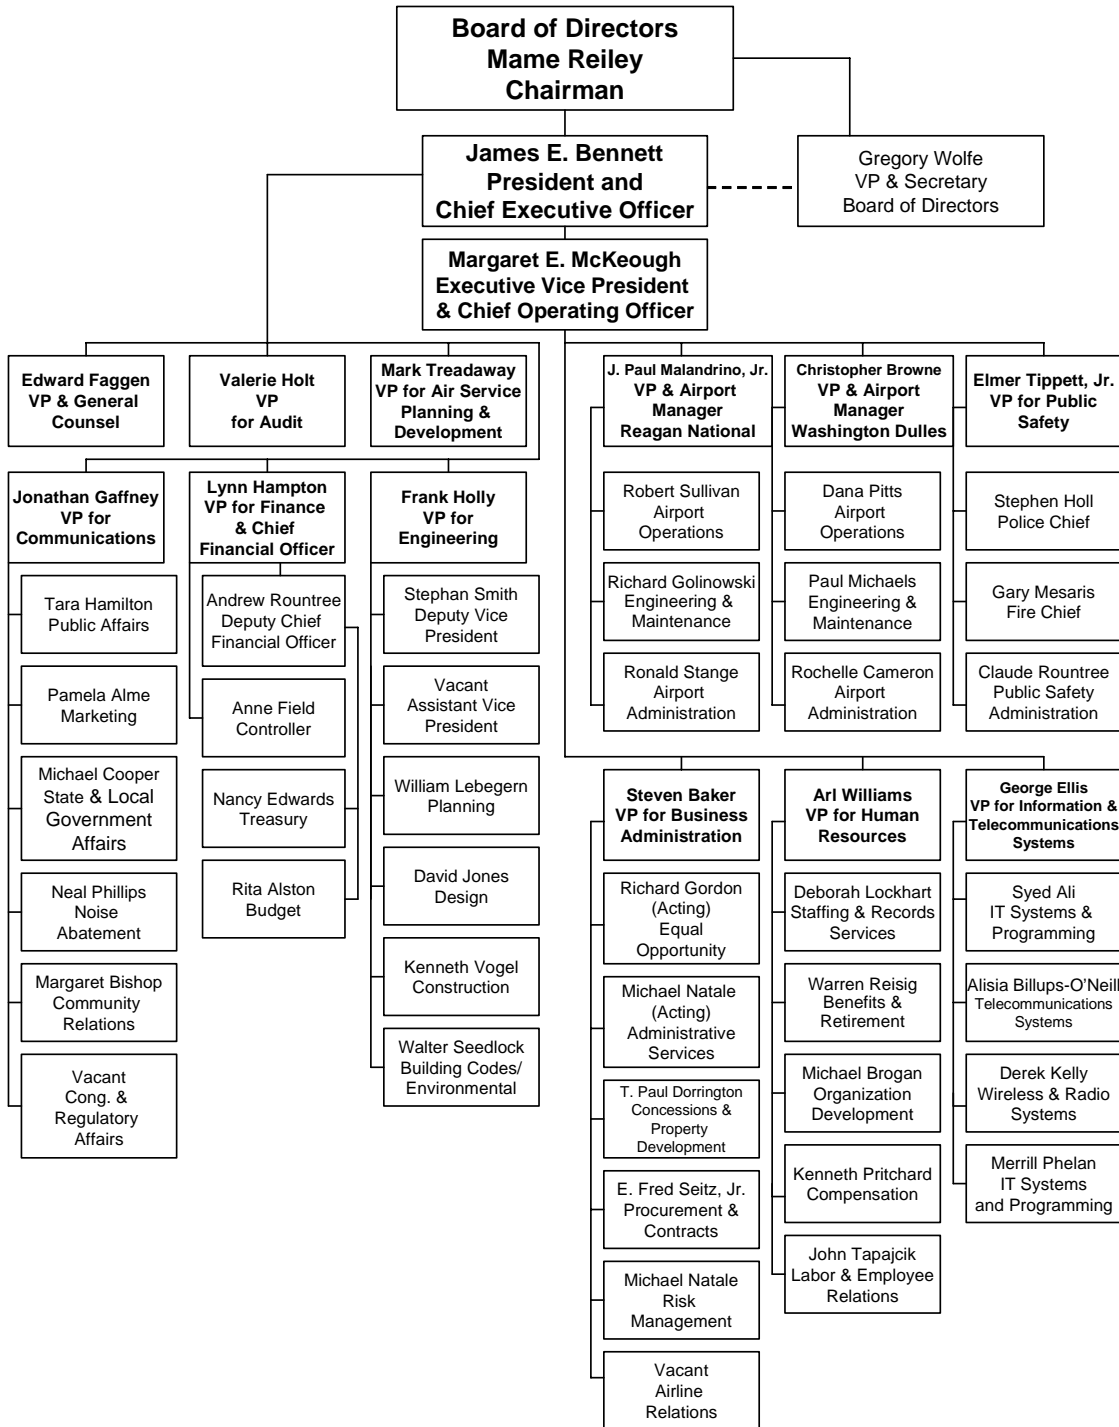 Board of Directors
Mame Reiley
Chairman
James E. Bennett
President and
Chief Executive Officer
Gregory Wolfe
VP & Secretary
Board of Directors
Margaret E. McKeough
Executive Vice President
& Chief Operating Officer
Edward Faggen
VP & General
Counsel
Valerie Holt
VP
for Audit
Mark Treadaway
VP for Air Service
Planning &
Development
J. Paul Malandrino, Jr.
VP & Airport
Manager
Reagan National
Christopher Browne
VP & Airport
Manager
Washington Dulles
Elmer Tippett, Jr.
VP for Public
Safety
Jonathan Gaffney
VP for
Communications
Lynn Hampton
VP for Finance
& Chief
Financial Officer
Frank Holly
VP for
Engineering
Robert Sullivan
Airport
Operations
Dana Pitts
Airport
Operations
Stephen Holl
Police Chief
Tara Hamilton
Public Affairs
Andrew Rountree
Deputy Chief
Financial Officer
Stephan Smith
Deputy Vice
President
Richard Golinowski
Engineering &
Maintenance
Paul Michaels
Engineering &
Maintenance
Gary Mesaris
Fire Chief
Pamela Alme
Marketing
Anne Field
Controller
Vacant
Assistant Vice
President
Ronald Stange
Airport
Administration
Rochelle Cameron
Airport
Administration
Claude Rountree
Public Safety
Administration
Michael Cooper
State & Local
Government
Affairs
Nancy Edwards
Treasury
William Lebegern
Planning
Steven Baker
VP for Business
Administration
Arl Williams
VP for Human
Resources
George Ellis
VP for Information &
Telecommunications
Systems
Neal Phillips
Noise
Abatement
Rita Alston
Budget
David Jones
Design
Richard Gordon
(Acting)
Equal
Opportunity
Deborah Lockhart
Staffing & Records
Services
Syed Ali
IT Systems &
Programming
Margaret Bishop
Community
Relations
Kenneth Vogel
Construction
Michael Natale
(Acting)
Administrative
Services
Warren Reisig
Benefits &
Retirement
Alisia Billups-O’Neill
Telecommunications
Systems
Vacant
Cong. &
Regulatory
Affairs
Walter Seedlock
Building Codes/
Environmental
T. Paul Dorrington
Concessions &
Property
Development
Michael Brogan
Organization
Development
Derek Kelly
Wireless & Radio
Systems
E. Fred Seitz, Jr.
Procurement &
Contracts
Kenneth Pritchard
Compensation
Merrill Phelan
IT Systems
and Programming
Michael Natale
Risk
Management
John Tapajcik
Labor & Employee
Relations
Vacant
Airline
Relations